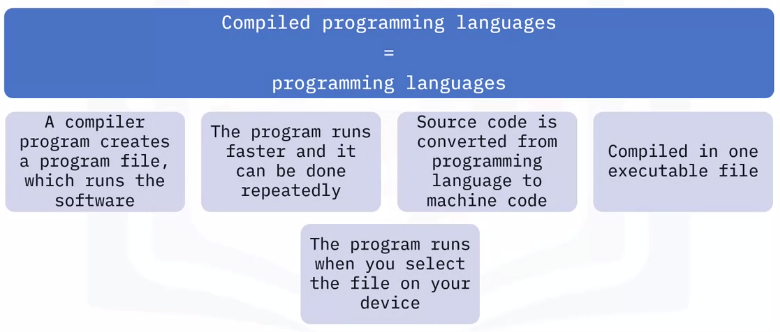 Compiled programming languages
=
programming languages
A compiler
program creates
a program file,
which runs the
software
The program runs
faster and it
can be done
repeatedly
Source code is
converted from
programming
language to
machine code
Compiled in one
executable file
The program runs
when you select
the file on your
device